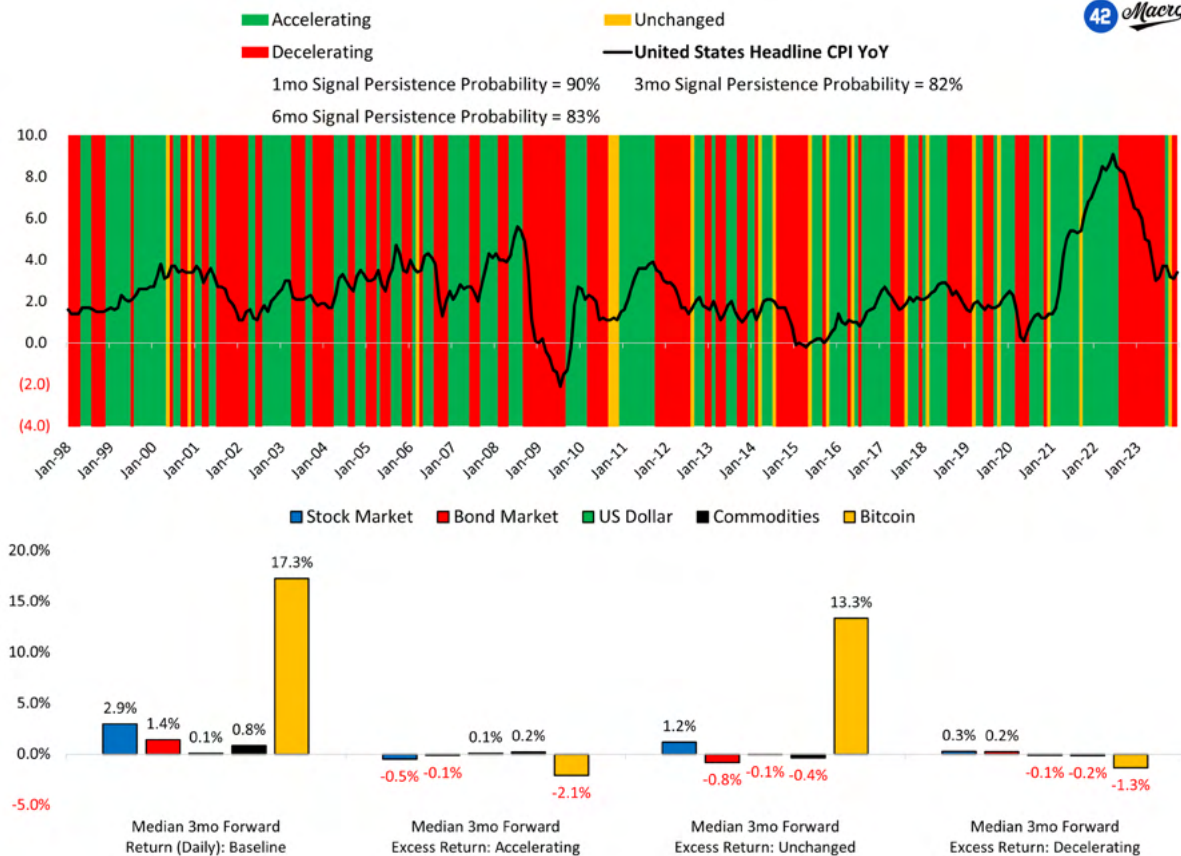 Accelerating
Unchanged
42 Macro
Decelerating
United States Headline CPI YoY
1mo Signal Persistence Probability = 90%
3mo Signal Persistence Probability = 82%
6mo Signal Persistence Probability = 83%
10.0
8.0
6.0
4.0
2.0
0.0
(2.0)
(4.0)
Jan-98
Jan-99
Jan-00
Jan-01
Jan-02
Jan-03
Jan-04
Jan-05
Jan-06
Jan-07
Jan-08
Jan-09
Jan-10
Jan-11
Jan-12
Jan-13
Jan-14
Jan-15
Jan-16
Jan-17
Jan-18
Jan-19
Jan-20
Jan-21
Jan-22
Jan-23
Stock Market
Bond Market
US Dollar
Commodities
Bitcoin
20.0%
15.0%
10.0%
5.0%
0.0%
-5.0%
2.9%
1.4%
0.1%
0.8%
17.3%
-0.5%
-0.1%
0.1%
0.2%
-2.1%
1.2%
-0.8%
-0.1%
-0.4%
13.3%
0.3%
0.2%
-0.1%
-0.2%
-1.3%
Median 3mo Forward
Return (Daily): Baseline
Median 3mo Forward
Excess Return: Accelerating
Median 3mo Forward
Excess Return: Unchanged
Median 3mo Forward
Excess Return: Decelerating